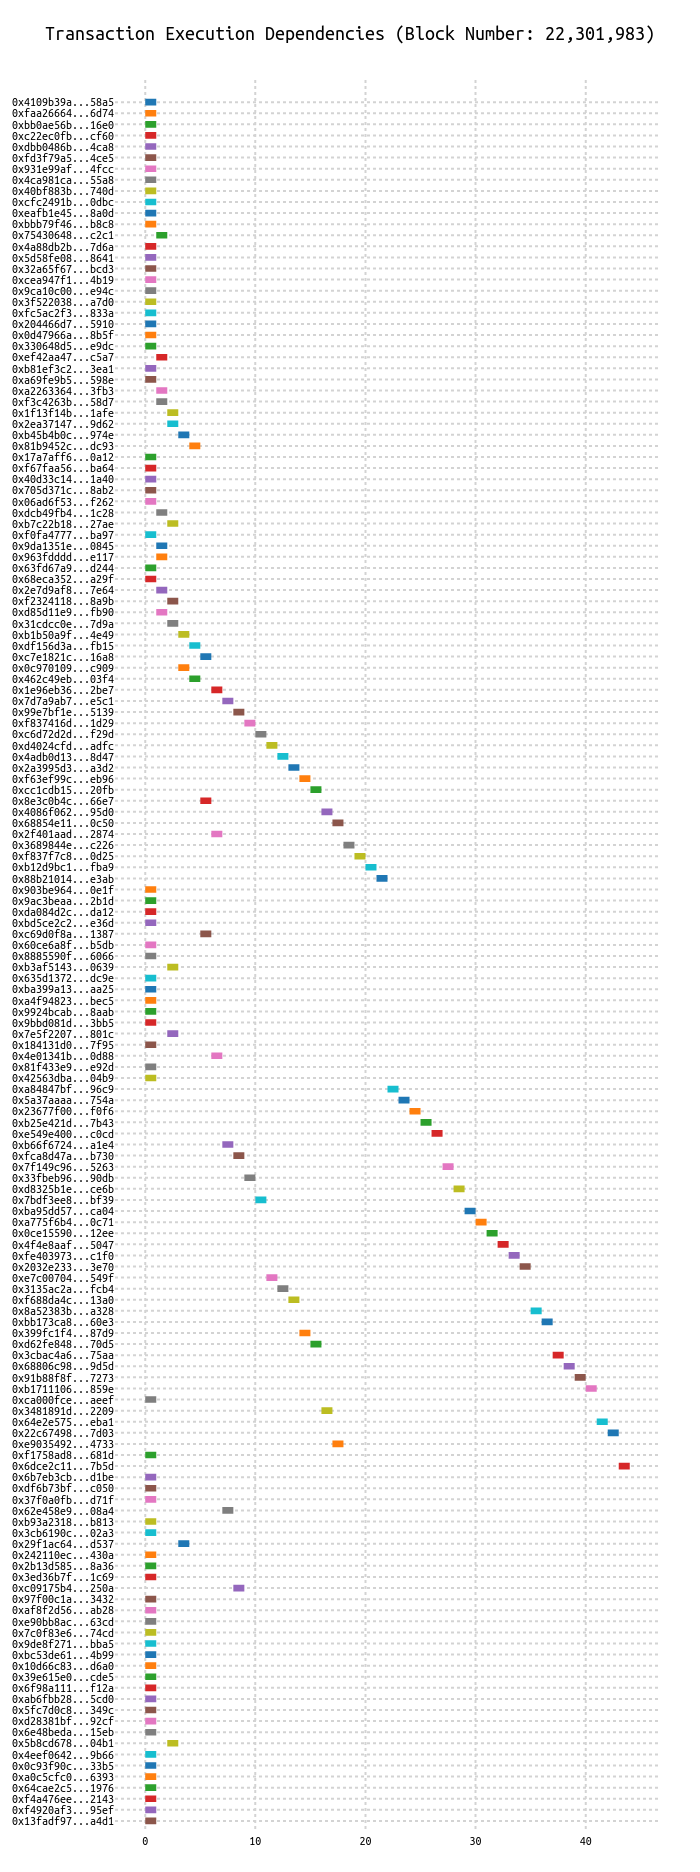 Transaction Execution Dependencies (Block Number: 22,301,983)
0x4109b39a...58a5
0xfaa26664...6d74
0xbb0ae56b...16e0
0xc22ec0fb...cf60
0xdbb0486b...4ca8
0xfd3f79a5...4ce5
0x931e99af...4fcc
0x4ca981ca...55a8
0x40bf883b...740d
0xcfc2491b...0dbc
0xeafb1e45...8a0d
0xbbb79f46...b8c8
0x75430648...c2c1
0x4a88db2b...7d6a
0x5d58fe08...8641
0x32a65f67...bcd3
0xcea947f1...4b19
0x9ca10c00...e94c
0x3f522038...a7d0
0xfc5ac2f3...833a
0x204466d7...5910
0x0d47966a...8b5f
0x330648d5...e9dc
0xef42aa47...c5a7
0xb81ef3c2...3ea1
0xa69fe9b5...598e
0xa2263364...3fb3
0xf3c4263b...58d7
0x1f13f14b...1afe
0x2ea37147...9d62
0xb45b4b0c...974e
0x81b9452c...dc93
0x17a7aff6...0a12
0xf67faa56...ba64
0x40d33c14...1a40
0x705d371c...8ab2
0x06ad6f53...f262
0xdcb49fb4...1c28
0xb7c22b18...27ae
0xf0fa4777...ba97
0x9da1351e...0845
0x963fdddd...e117
0x63fd67a9...d244
0x68eca352...a29f
0x2e7d9af8...7e64
0xf2324118...8a9b
0xd85d11e9...fb90
0x31cdcc0e...7d9a
0xb1b50a9f...4e49
0xdf156d3a...fb15
0xc7e1821c...16a8
0x0c970109...c909
0x462c49eb...03f4
0x1e96eb36...2be7
0x7d7a9ab7...e5c1
0x99e7bf1e...5139
0xf837416d...1d29
0xc6d72d2d...f29d
0xd4024cfd...adfc
0x4adb0d13...8d47
0x2a3995d3...a3d2
0xf63ef99c...eb96
0xcc1cdb15...20fb
0x8e3c0b4c...66e7
0x4086f062...95d0
0x68854e11...0c50
0x2f401aad...2874
0x3689844e...c226
0xf837f7c8...0d25
0xb12d9bc1...fba9
0x88b21014...e3ab
0x903be964...0e1f
0x9ac3beaa...2b1d
0xda084d2c...da12
0xbd5ce2c2...e36d
0xc69d0f8a...1387
0x60ce6a8f...b5db
0x8885590f...6066
0xb3af5143...0639
0x635d1372...dc9e
0xba399a13...aa25
0xa4f94823...bec5
0x9924bcab...8aab
0x9bbd081d...3bb5
0x7e5f2207...801c
0x184131d0...7f95
0x4e01341b...0d88
0x81f433e9...e92d
0x42563dba...04b9
0xa84847bf...96c9
0x5a37aaaa...754a
0x23677f00...f0f6
0xb25e421d...7b43
0xe549e400...c0cd
0xb66f6724...a1e4
0xfca8d47a...b730
0x7f149c96...5263
0x33fbeb96...90db
0xd8325b1e...ce6b
0x7bdf3ee8...bf39
0xba95dd57...ca04
0xa775f6b4...0c71
0x0ce15590...12ee
0x4f4e8aaf...5047
0xfe403973...c1f0
0x2032e233...3e70
0xe7c00704...549f
0x3135ac2a...fcb4
0xf688da4c...13a0
0x8a52383b...a328
0xbb173ca8...60e3
0x399fc1f4...87d9
0xd62fe848...70d5
0x3cbac4a6...75aa
0x68806c98...9d5d
0x91b88f8f...7273
0xb1711106...859e
0xca000fce...aeef
0x3481891d...2209
0x64e2e575...eba1
0x22c67498...7d03
0xe9035492...4733
0xf1758ad8...681d
0x6dce2c11...7b5d
0x6b7eb3cb...d1be
0xdf6b73bf...c050
0x37f0a0fb...d71f
0x62e458e9...08a4
0xb93a2318...b813
0x3cb6190c...02a3
0x29f1ac64...d537
0x242110ec...430a
0x2b13d585...8a36
0x3ed36b7f...1c69
0xc09175b4...250a
0x97f00c1a...3432
0xaf8f2d56...ab28
0xe90bb8ac...63cd
0x7c0f83e6...74cd
0x9de8f271...bba5
0xbc53de61...4b99
0x10d66c83...d6a0
0x39e615e0...cde5
0x6f98a111...f12a
0xab6fbb28...5cd0
0x5fc7d0c8...349c
0xd28381bf...92cf
0x6e48beda...15eb
0x5b8cd678...04b1
0x4eef0642...9b66
0x0c93f90c...33b5
0xa0c5cfc0...6393
0x64cae2c5...1976
0xf4a476ee...2143
0xf4920af3...95ef
0x13fadf97...a4d1
0 10 20 30 40